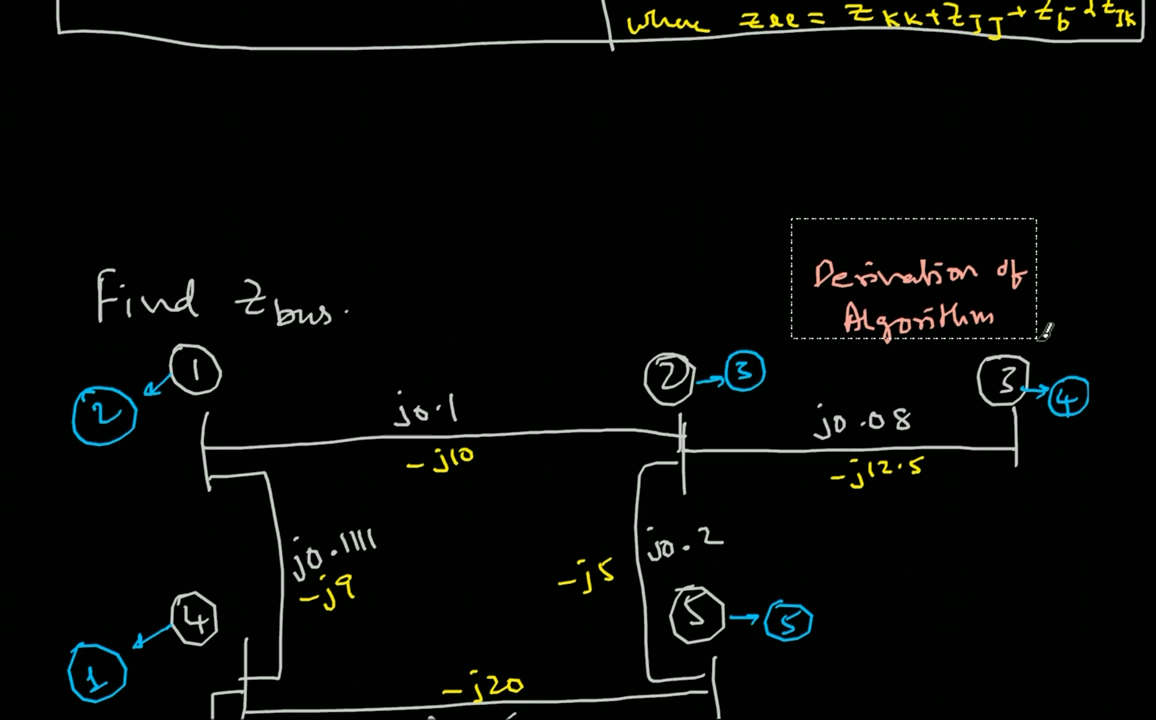 where Zll = ZKK + ZJJ + Zb - 2ZJK
Derivation of
Algorithm
Find Zbus.
1
2
3
2
3
4
j0.1
j0.08
-j10
-j12.5
j0.1111
j0.2
-j9
-j5
4
5
5
1
-j20